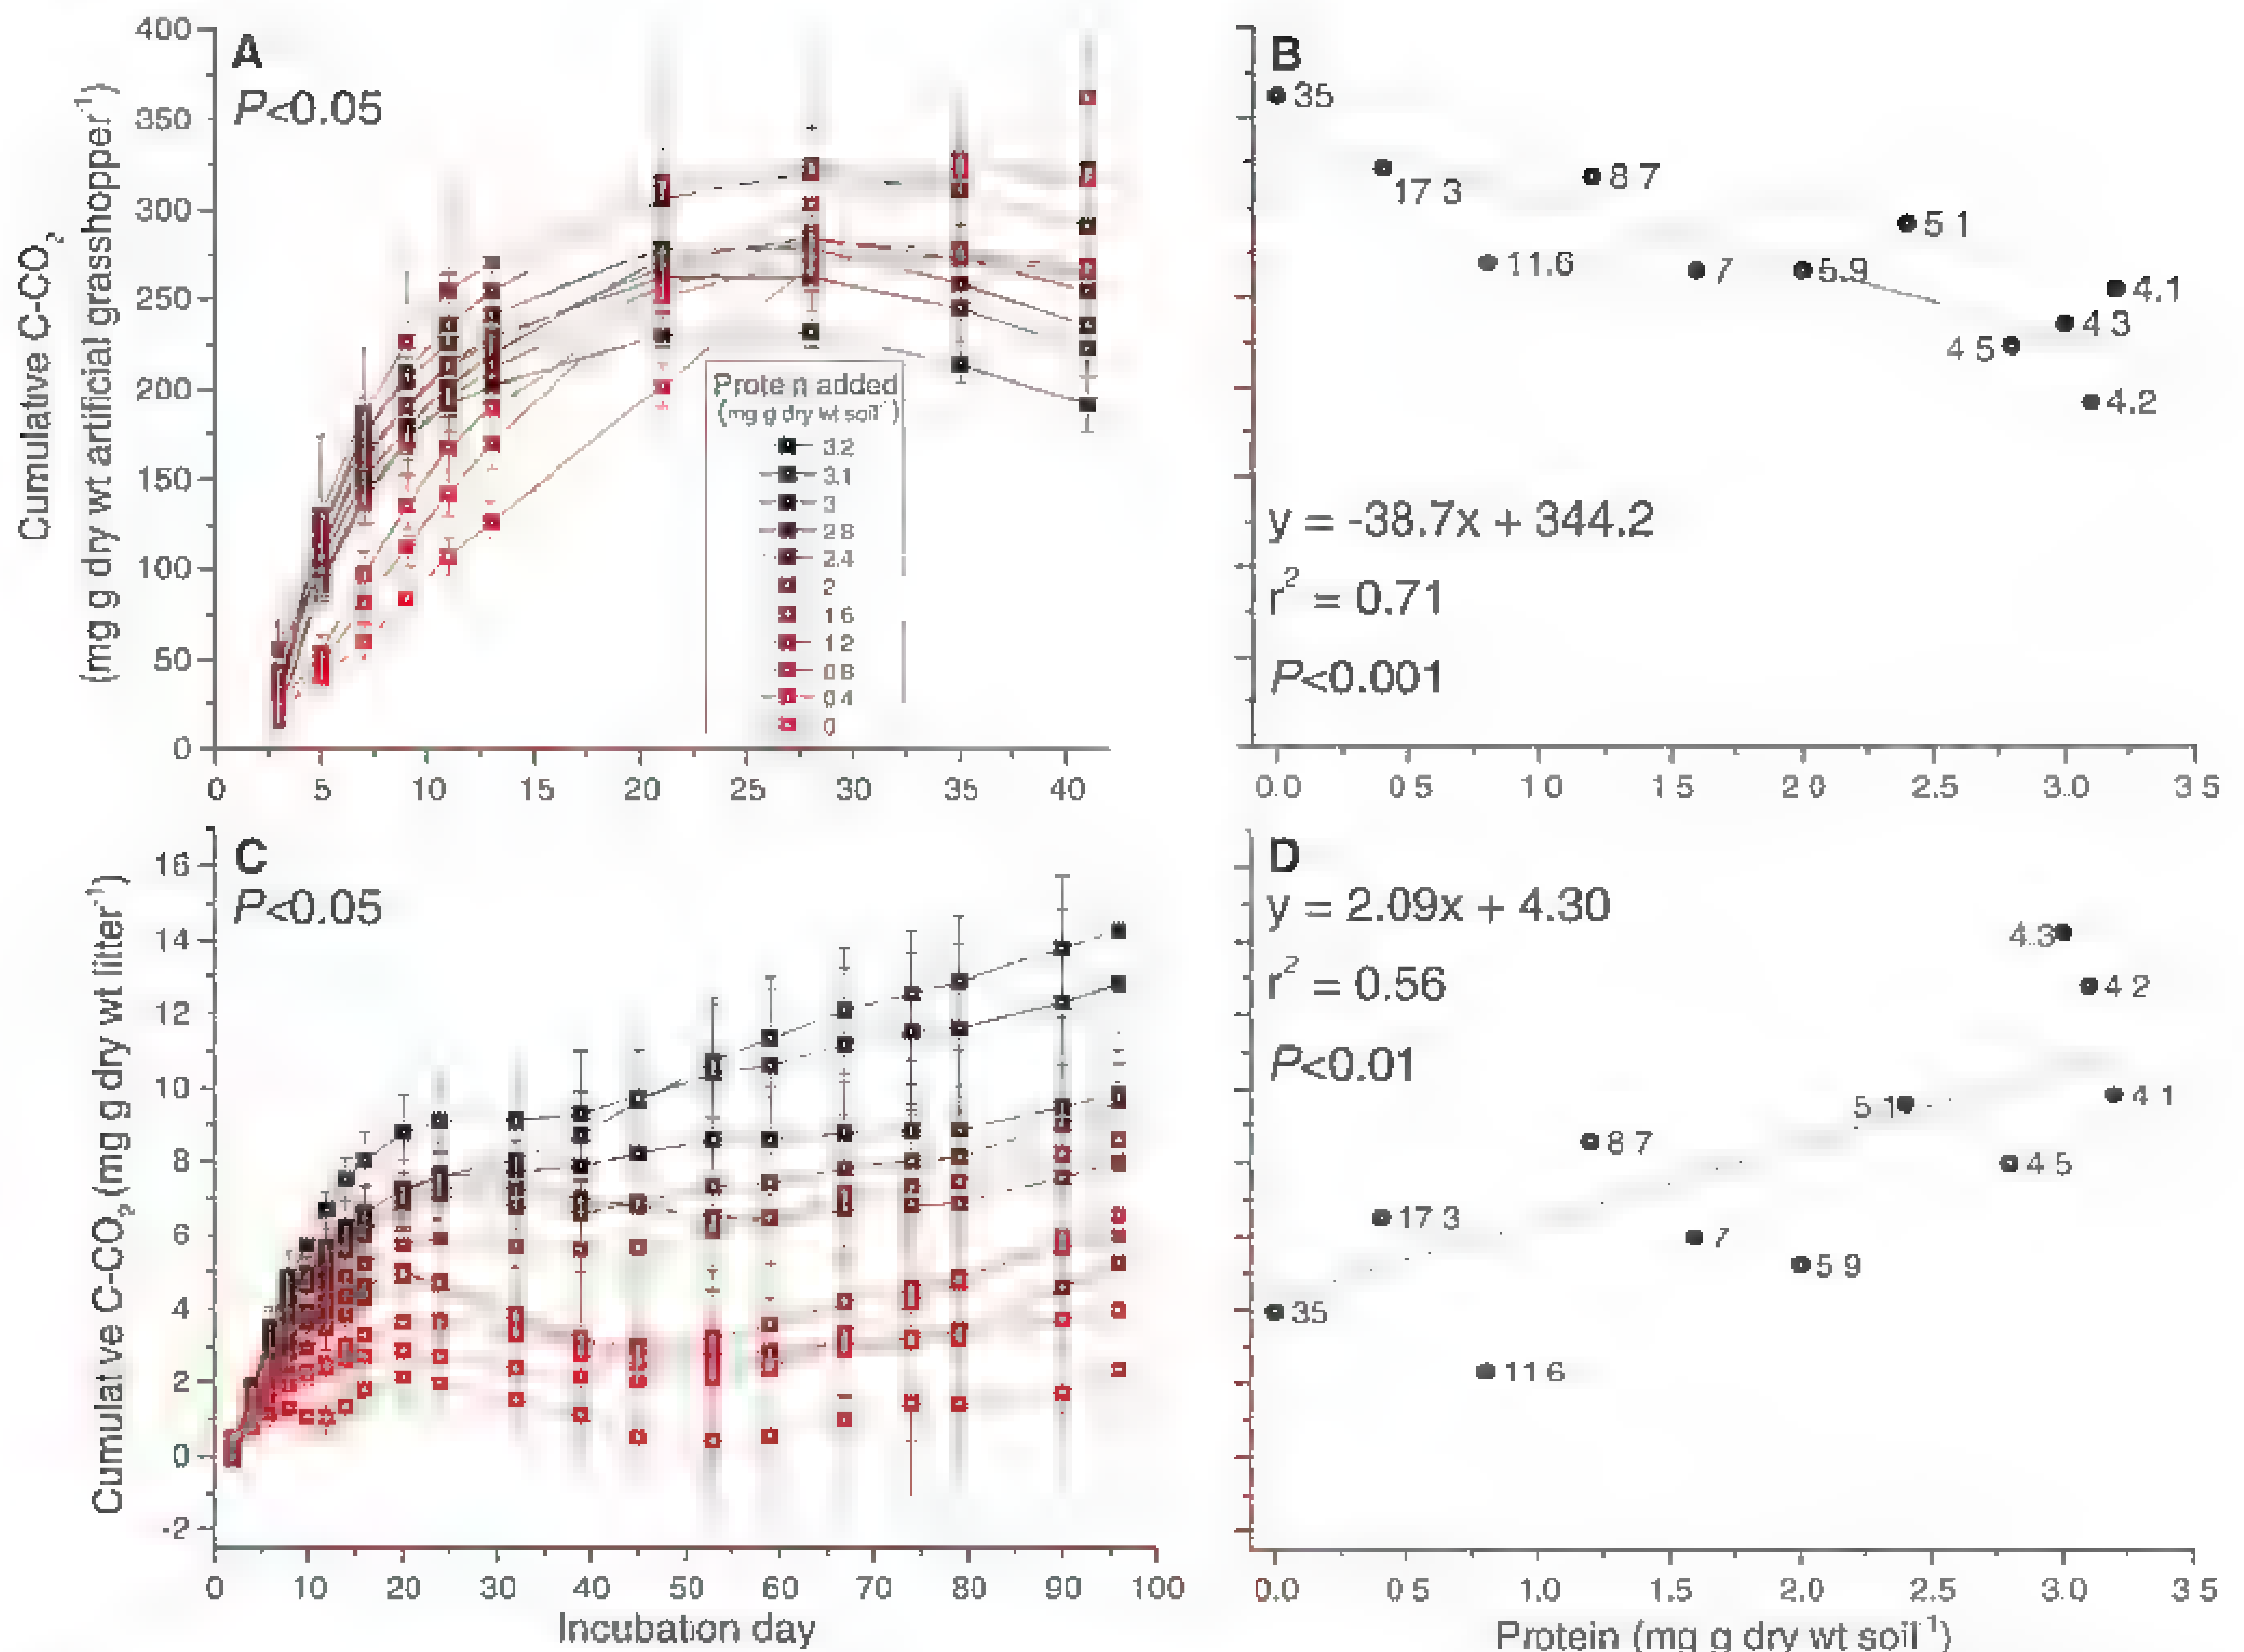 A
P<0.05
400
350
300
250
200
150
100
50
0
0 5 10 15 20 25 30 35 40
Cumulative C-CO2
(mg g dry wt artificial grasshopper-1)
Prote n added
(mg g dry wt soil-1)
3.2
3.1
3
2 8
2.4
2
1 6
1 2
0 8
0 4
0
B
35
17 3
11.6
8 7
7
5.9
5 1
4 5
4 3
4.2
4.1
y = -38.7x + 344.2
r2 = 0.71
P<0.001
0.0 0 5 1 0 1 5 2 0 2.5 3.0 3 5
C
P<0.05
16
14
12
10
8
6
4
2
0
-2
0 10 20 30 40 50 60 70 80 90 100
Cumulat ve C-CO2 (mg g dry wt litter-1)
Incubation day
D
y = 2.09x + 4.30
r2 = 0.56
P<0.01
4.3
4 2
4 1
5 1
4 5
8 7
17 3
7
5 9
35
11 6
0.0 0 5 1.0 1.5 2.0 2.5 3.0 3 5
Protein (mg g dry wt soil-1)